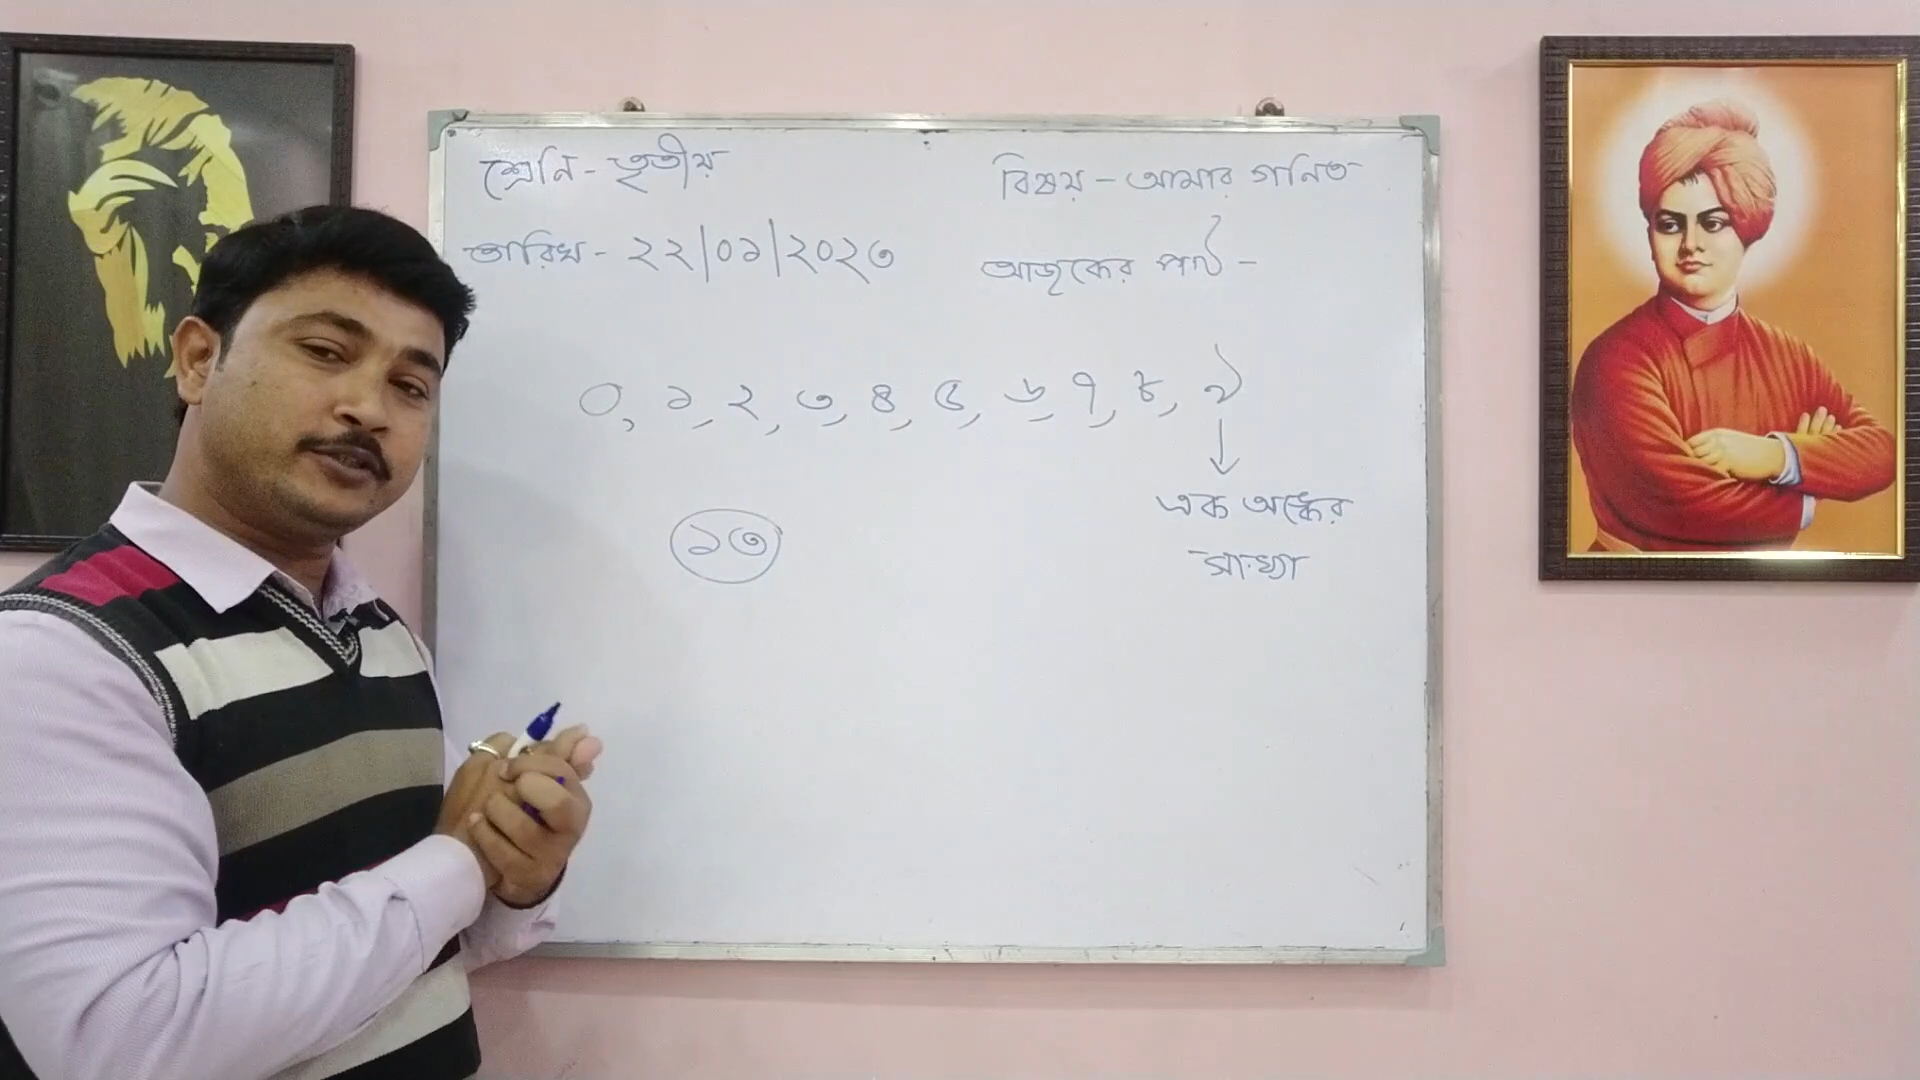 শ্রেনি - তৃতীয়
বিষয় - আমার গনিত
তারিখ - ২২/০১/২০২৩
আজকের পাঠ -
০, ১, ২, ৩, ৪, ৫, ৬, ৭, ৮, ৯
↓
এক অঙ্কের
সংখ্যা
১৩